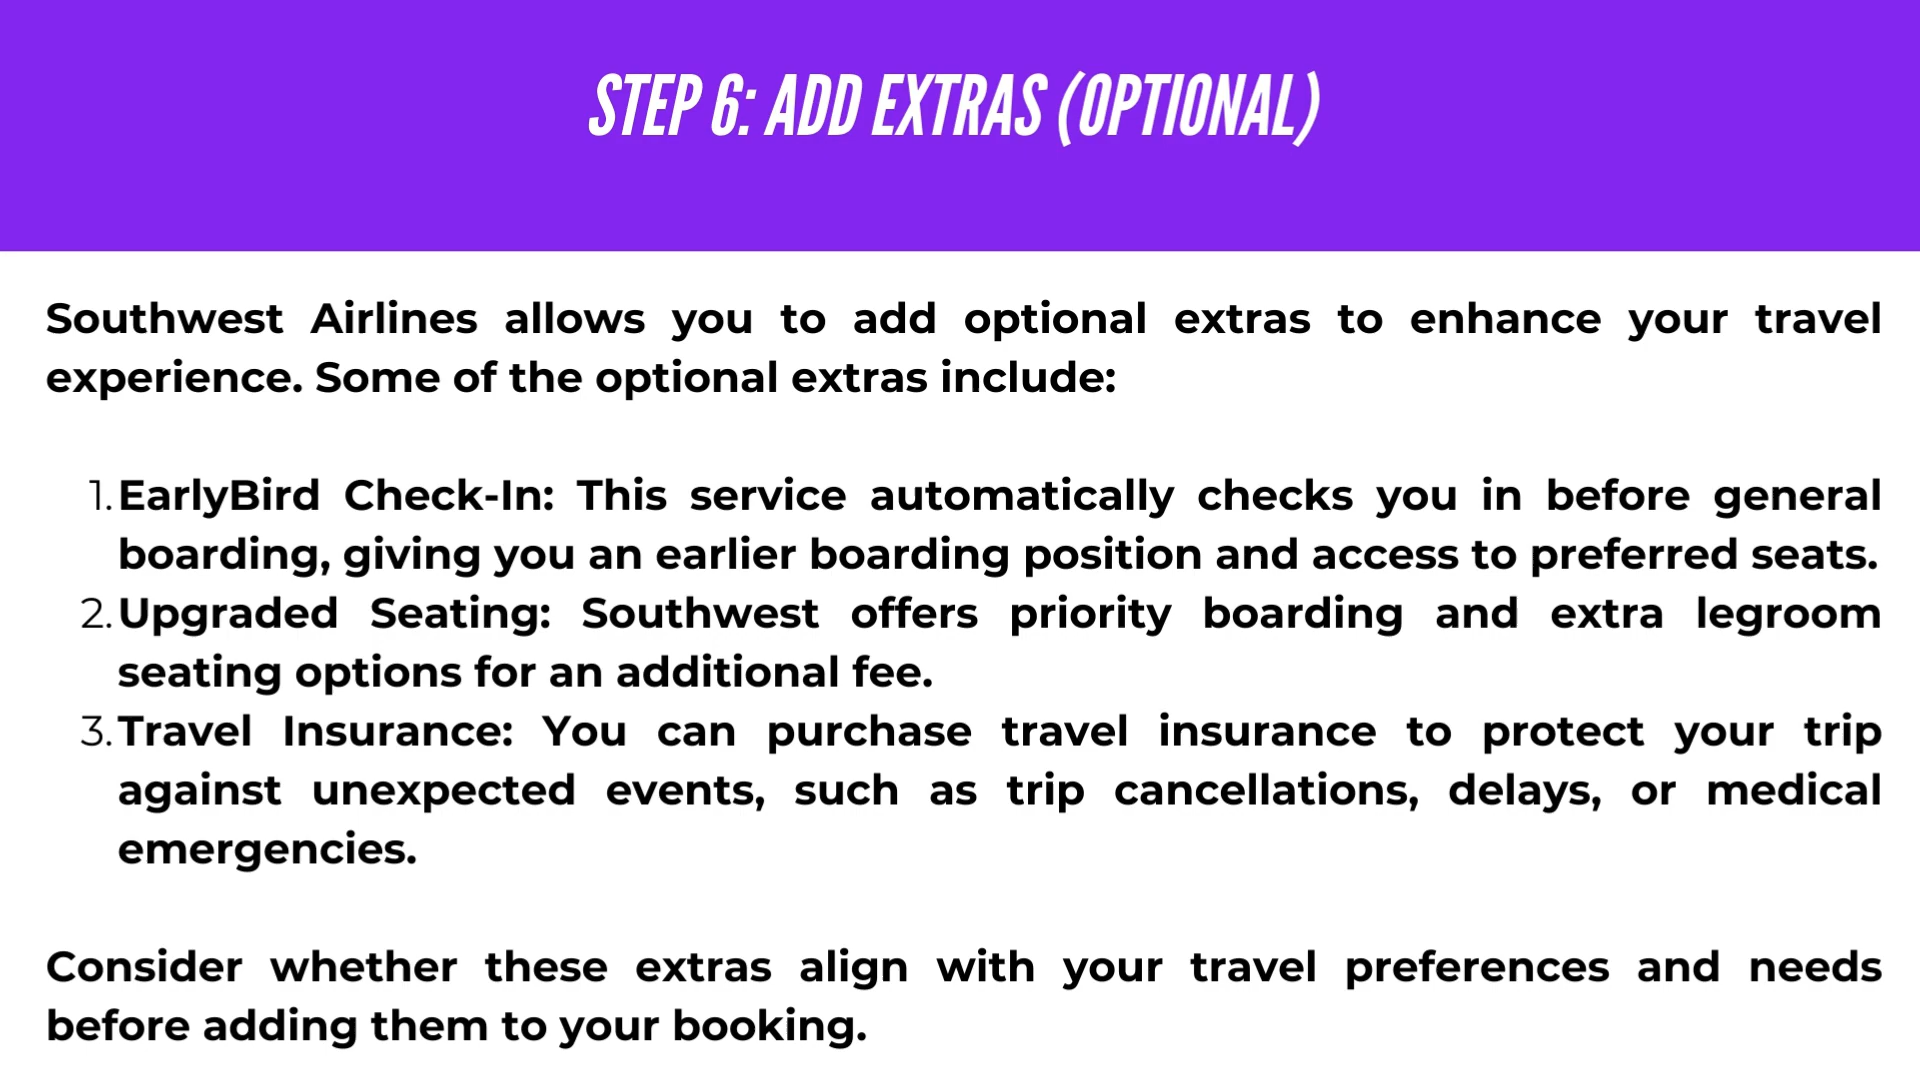 STEP 6: ADD EXTRAS (OPTIONAL)
Southwest Airlines allows you to add optional extras to enhance your travel
experience. Some of the optional extras include:
1. EarlyBird Check-In: This service automatically checks you in before general
boarding, giving you an earlier boarding position and access to preferred seats.
2. Upgraded Seating: Southwest offers priority boarding and extra legroom
seating options for an additional fee.
3. Travel Insurance: You can purchase travel insurance to protect your trip
against unexpected events, such as trip cancellations, delays, or medical
emergencies.
Consider whether these extras align with your travel preferences and needs
before adding them to your booking.